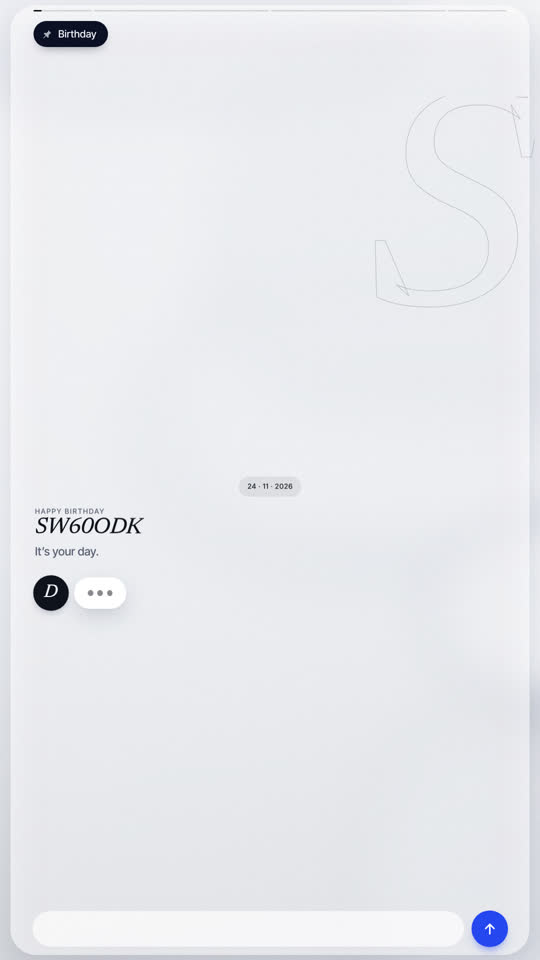 Birthday
S
24 · 11 · 2026
HAPPY BIRTHDAY
SW60ODK
It's your day.
D